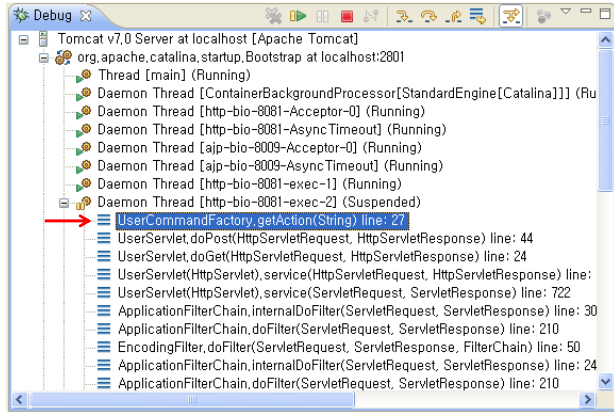 Debug
Tomcat v7.0 Server at localhost [Apache Tomcat]
org.apache.catalina.startup.Bootstrap at localhost:2801
Thread [main] (Running)
Daemon Thread [ContainerBackgroundProcessor[StandardEngine[Catalina]]] (Ru
Daemon Thread [http-bio-8081-Acceptor-0] (Running)
Daemon Thread [http-bio-8081-AsyncTimeout] (Running)
Daemon Thread [ajp-bio-8009-Acceptor-0] (Running)
Daemon Thread [ajp-bio-8009-AsyncTimeout] (Running)
Daemon Thread [http-bio-8081-exec-1] (Running)
Daemon Thread [http-bio-8081-exec-2] (Suspended)
UserCommandFactory.getAction(String) line: 27
UserServlet.doPost(HttpServletRequest, HttpServletResponse) line: 44
UserServlet.doGet(HttpServletRequest, HttpServletResponse) line: 24
UserServlet(HttpServlet).service(HttpServletRequest, HttpServletResponse) line:
UserServlet(HttpServlet).service(ServletRequest, ServletResponse) line: 722
ApplicationFilterChain.internalDoFilter(ServletRequest, ServletResponse) line: 30
ApplicationFilterChain.doFilter(ServletRequest, ServletResponse) line: 210
EncodingFilter.doFilter(ServletRequest, ServletResponse, FilterChain) line: 50
ApplicationFilterChain.internalDoFilter(ServletRequest, ServletResponse) line: 24
ApplicationFilterChain.doFilter(ServletRequest, ServletResponse) line: 210